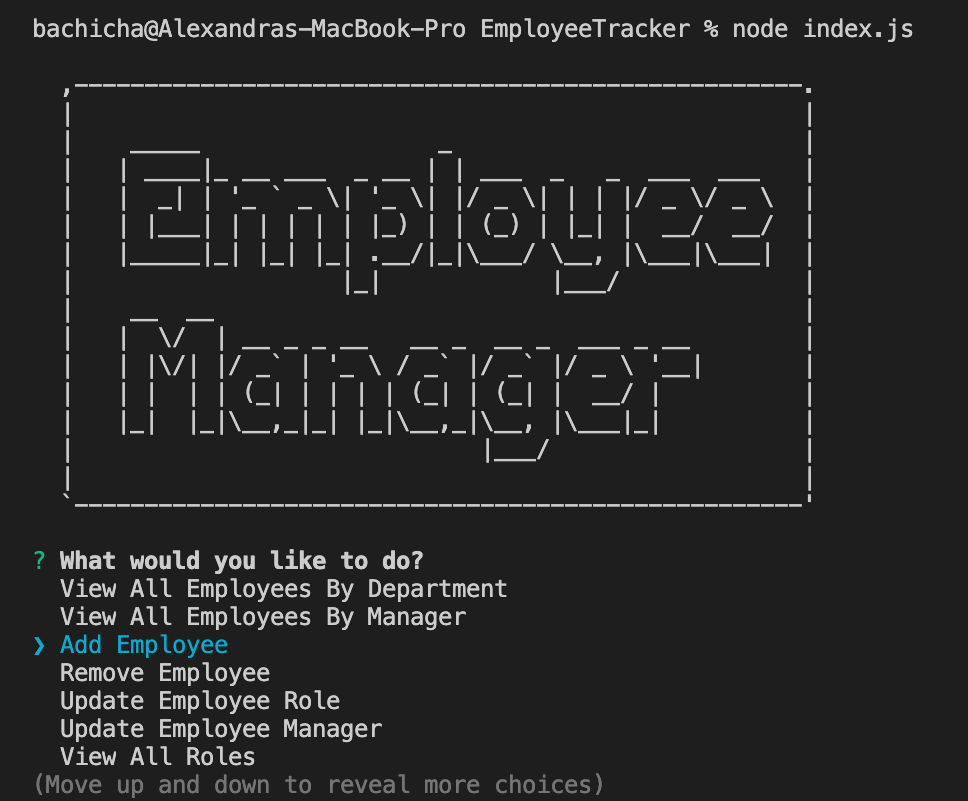 bachicha@Alexandras-MacBook-Pro EmployeeTracker % node index.js
Employee
Manager
? What would you like to do?
View All Employees By Department
View All Employees By Manager
❯ Add Employee
Remove Employee
Update Employee Role
Update Employee Manager
View All Roles
(Move up and down to reveal more choices)